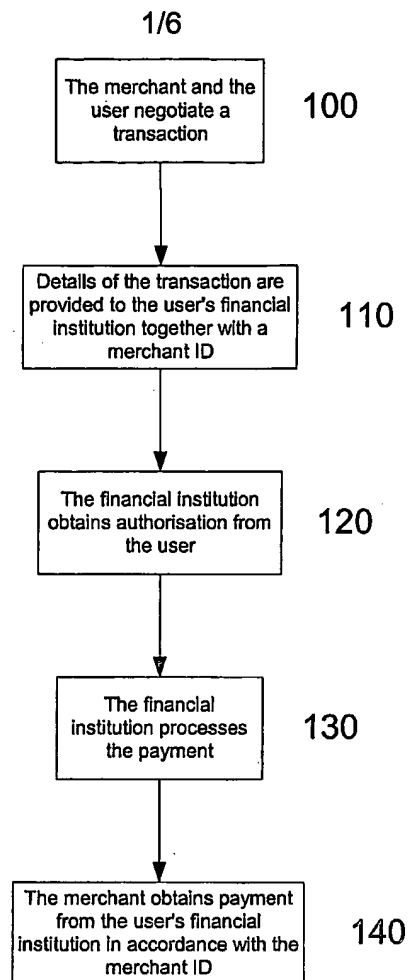 1/6
The merchant and the
user negotiate a
transaction
100
Details of the transaction are
provided to the user's financial
institution together with a
merchant ID
110
The financial institution
obtains authorisation from
the user
120
The financial
institution processes
the payment
130
The merchant obtains payment
from the user's financial
institution in accordance with the
merchant ID
140